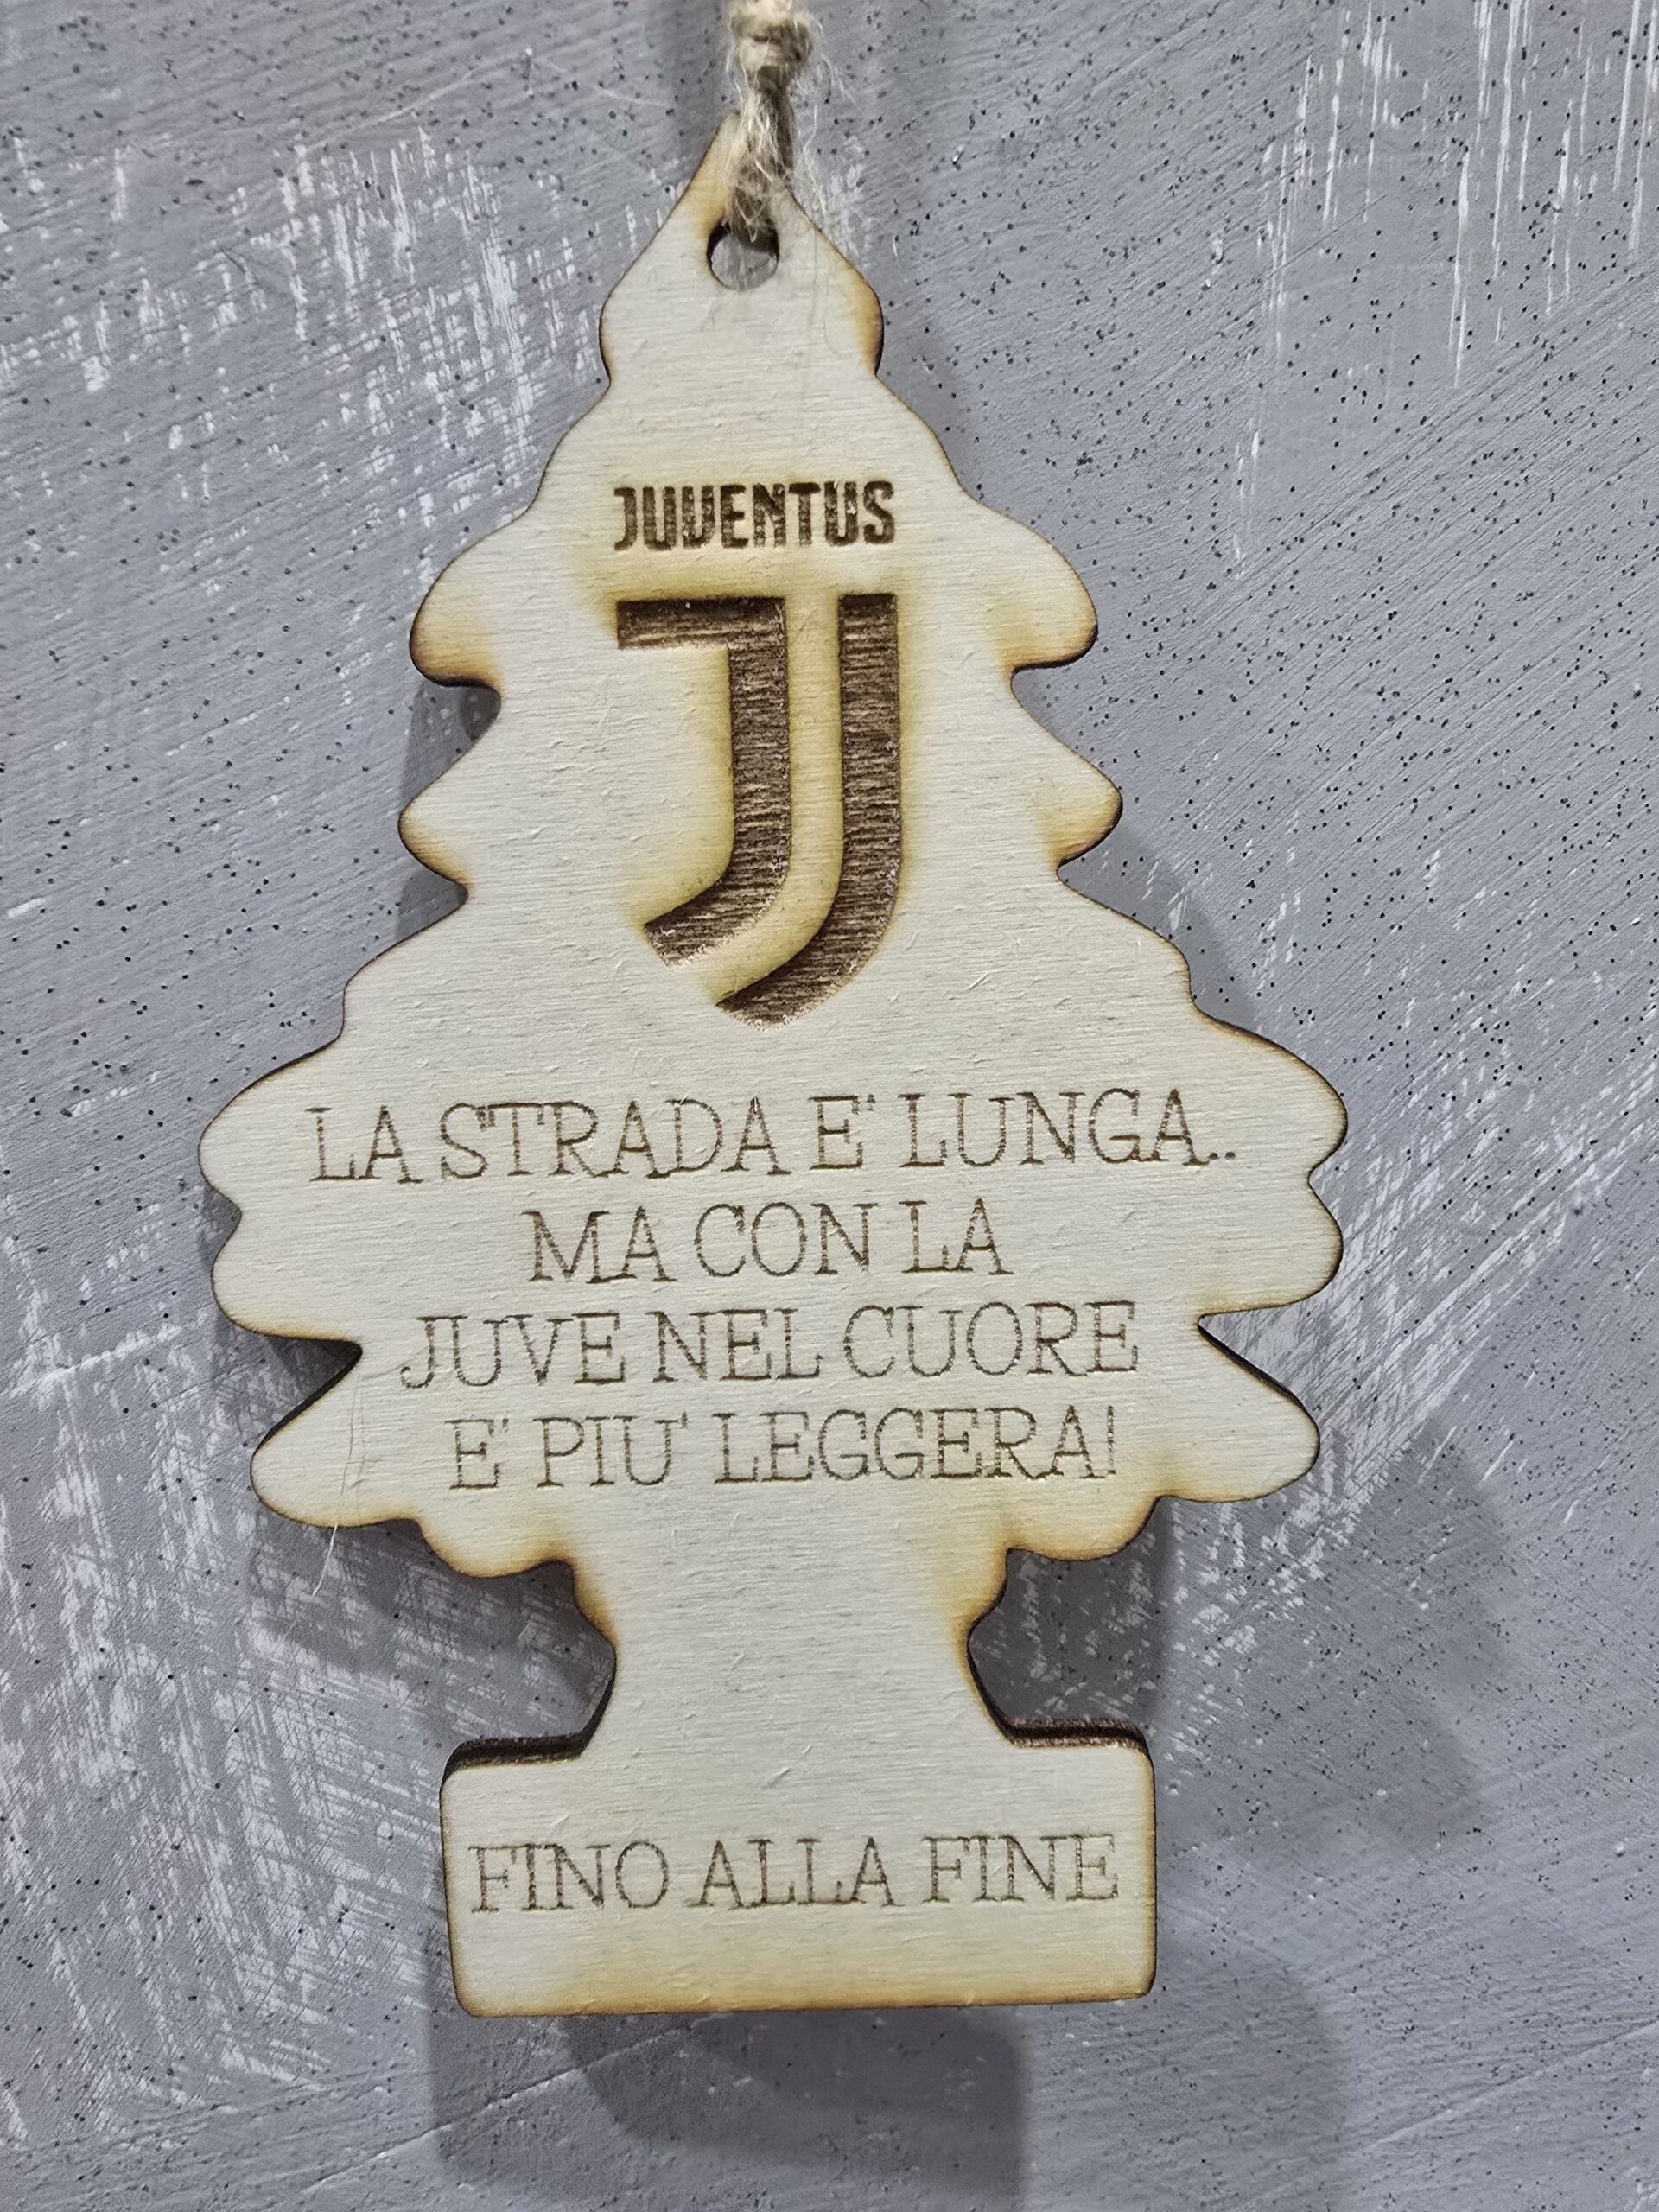 JUVENTUS
LA STRADA E' LUNGA..
MA CON LA
JUVE NEL CUORE
E' PIU' LEGGERA!
FINO ALLA FINE